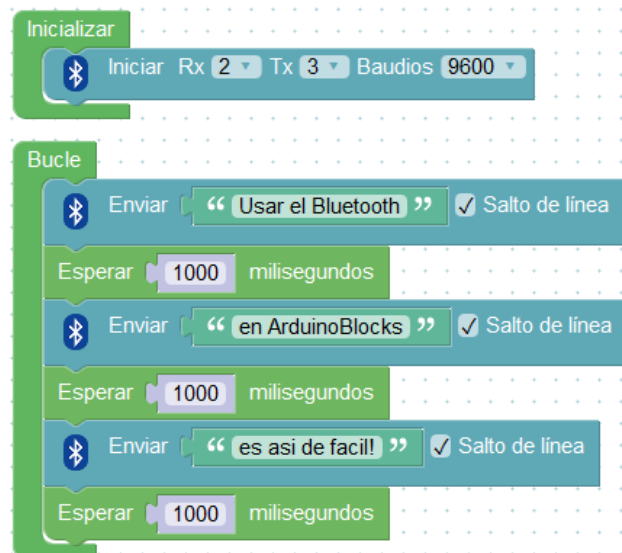 Inicializar
Iniciar Rx 2 Tx 3 Baudios 9600
Bucle
Enviar “ Usar el Bluetooth ” Salto de línea
Esperar 1000 milisegundos
Enviar “ en ArduinoBlocks ” Salto de línea
Esperar 1000 milisegundos
Enviar “ es asi de facil! ” Salto de línea
Esperar 1000 milisegundos